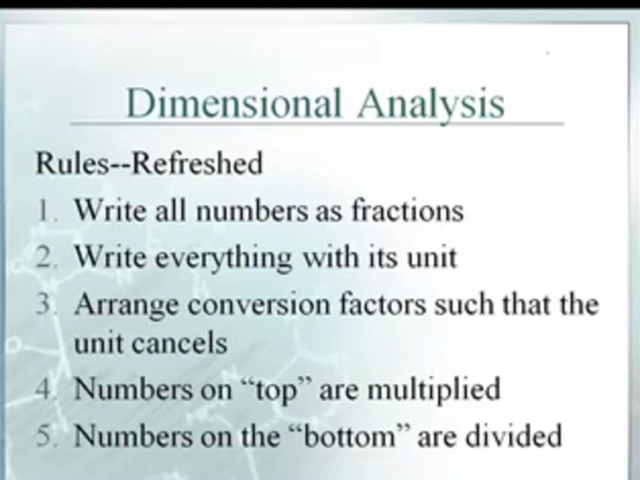 Dimensional Analysis
Rules--Refreshed
1. Write all numbers as fractions
2. Write everything with its unit
3. Arrange conversion factors such that the
unit cancels
4. Numbers on “top” are multiplied
5. Numbers on the “bottom” are divided